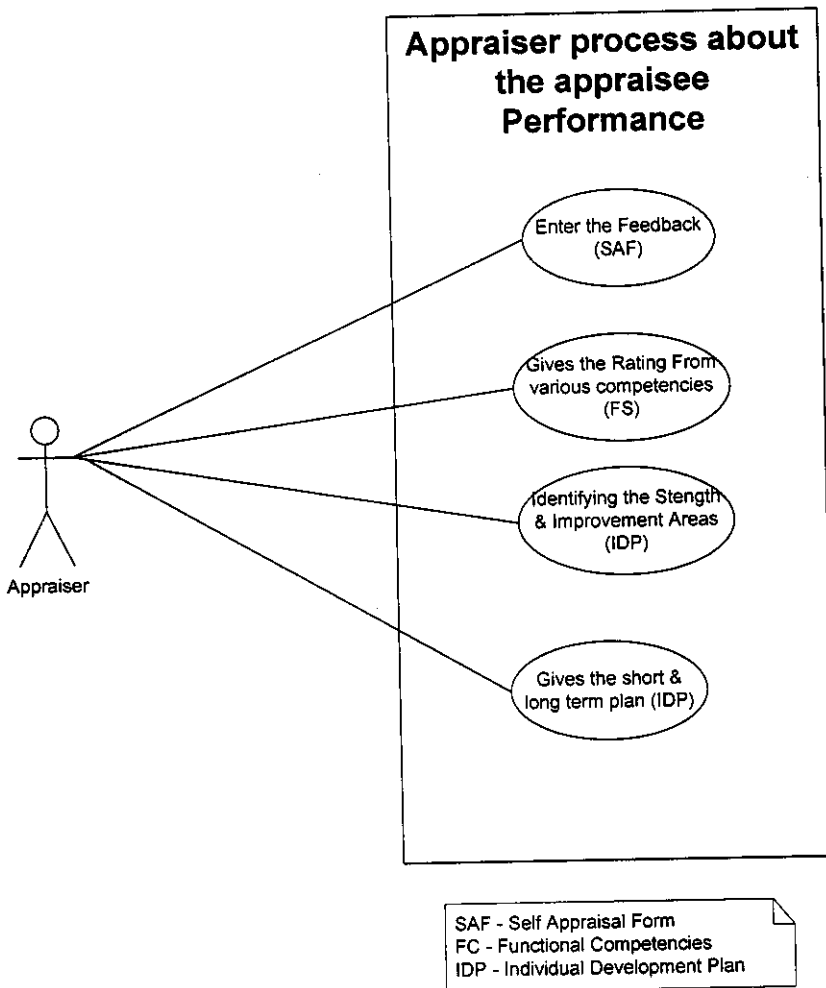 Appraiser process about
the appraisee
Performance
Enter the Feedback
(SAF)
Gives the Rating From
various competencies
(FS)
Identifying the Stength
& Improvement Areas
(IDP)
Appraiser
Gives the short &
long term plan (IDP)
SAF - Self Appraisal Form
FC - Functional Competencies
IDP - Individual Development Plan